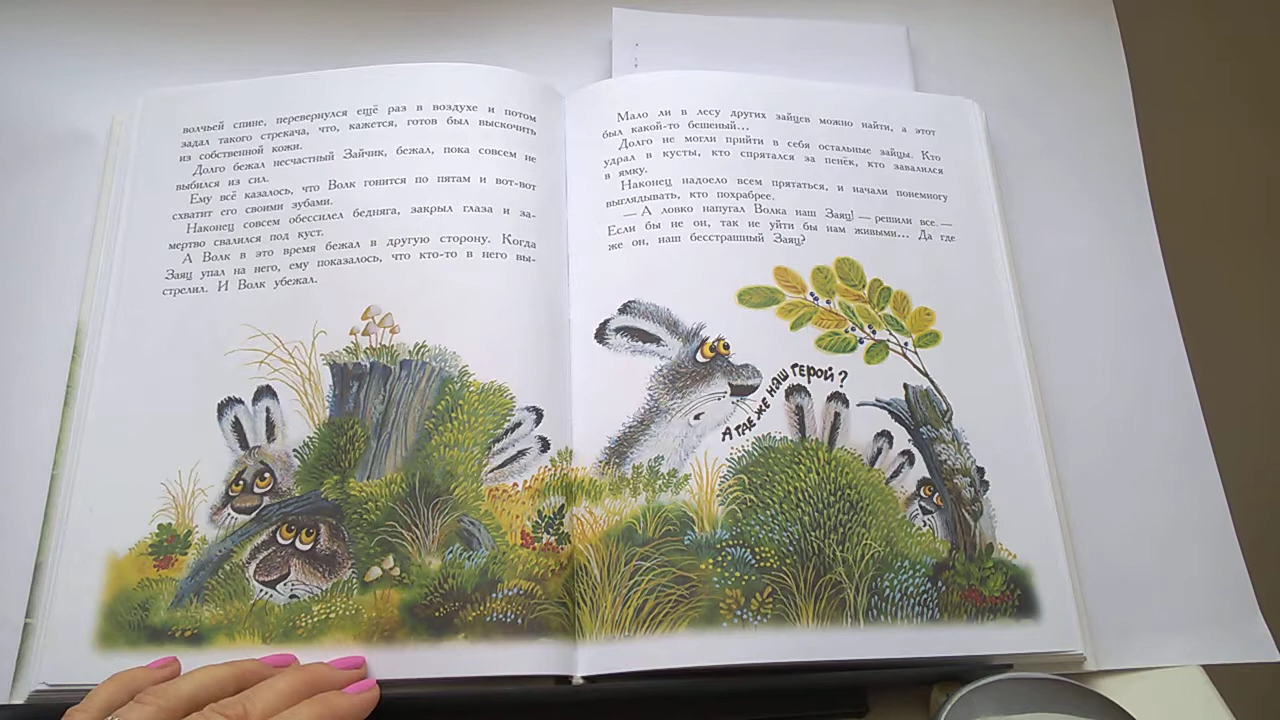 волчьей спине, перевернулся ещё раз в воздухе и потом
задал такого стрекача, что, кажется, готов был выскочить
из собственной кожи.
Долго бежал несчастный Зайчик, бежал, пока совсем не
выбился из сил.
Ему всё казалось, что Волк гонится по пятам и вот-вот
схватит его своими зубами.
Наконец совсем обессилел бедняга, закрыл глаза и за-
мертво свалился под куст.
А Волк в это время бежал в другую сторону. Когда
Заяц упал на него, ему показалось, что кто-то в него вы-
стрелил. И Волк убежал.
Мало ли в лесу других зайцев можно найти, а этот
был какой-то бешеный...
Долго не могли прийти в себя остальные зайцы. Кто
удрал в кусты, кто спрятался за пенёк, кто завалился
в ямку.
Наконец надоело всем прятаться, и начали понемногу
выглядывать, кто похрабрее.
— А ловко напугал Волка наш Заяц! — решили все. —
Если бы не он, так не уйти бы нам живыми... Да где
же он, наш бесстрашный Заяц?
А ГДЕ ЖЕ НАШ ГЕРОЙ?